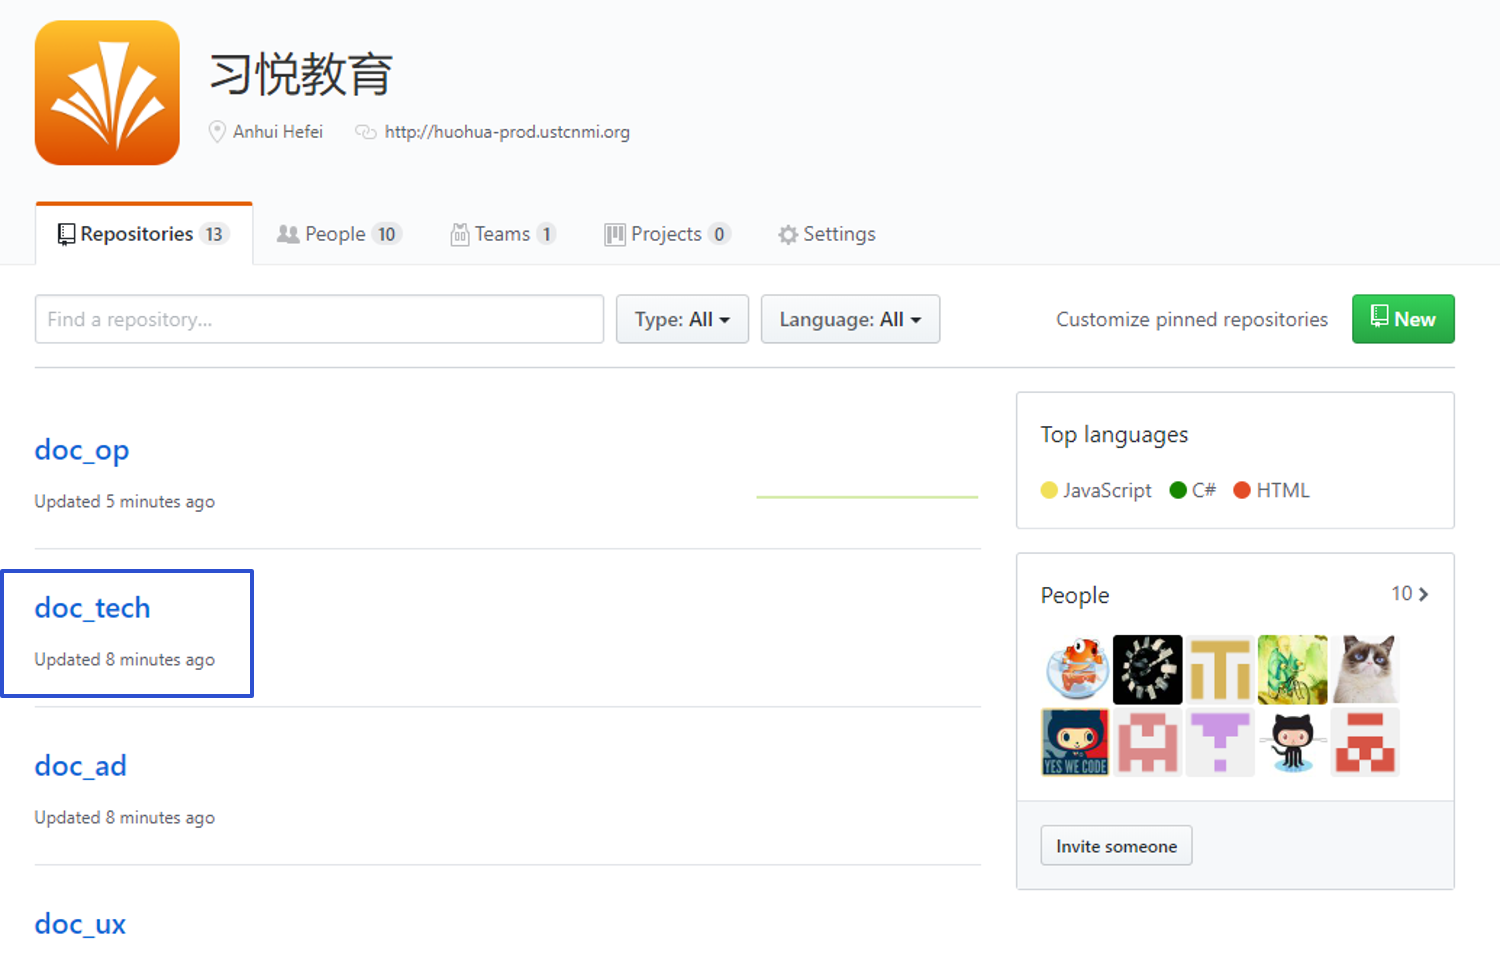 习悦教育
Anhui Hefei http://huohua-prod.ustcnmi.org
Repositories 13 People 10 Teams 1 Projects 0 Settings
Find a repository... Type: All Language: All Customize pinned repositories New
doc_op
Updated 5 minutes ago
doc_tech
Updated 8 minutes ago
doc_ad
Updated 8 minutes ago
doc_ux
Top languages
JavaScript C# HTML
People 10
YES WE CODE
Invite someone